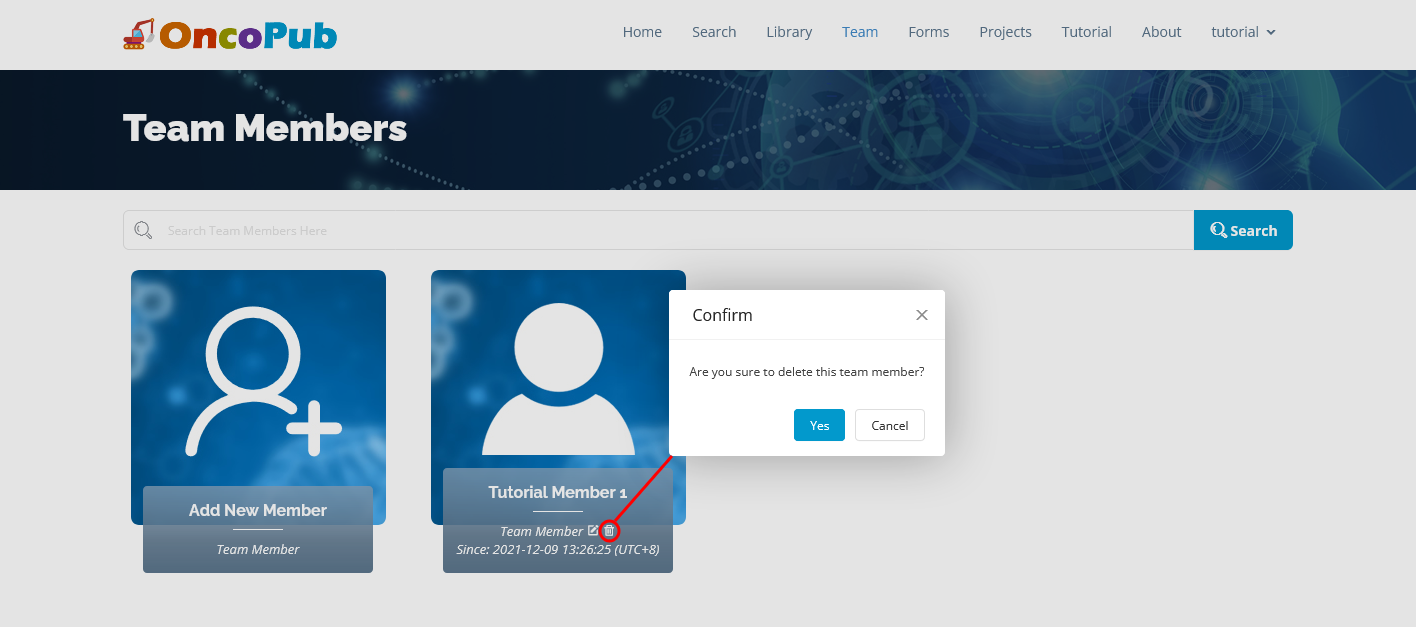 OncoPub
Home Search Library Team Forms Projects Tutorial About tutorial
Team Members
Search Team Members Here
Search
Confirm
Are you sure to delete this team member?
Yes Cancel
Add New Member
Team Member
Tutorial Member 1
Team Member
Since: 2021-12-09 13:26:25 (UTC+8)